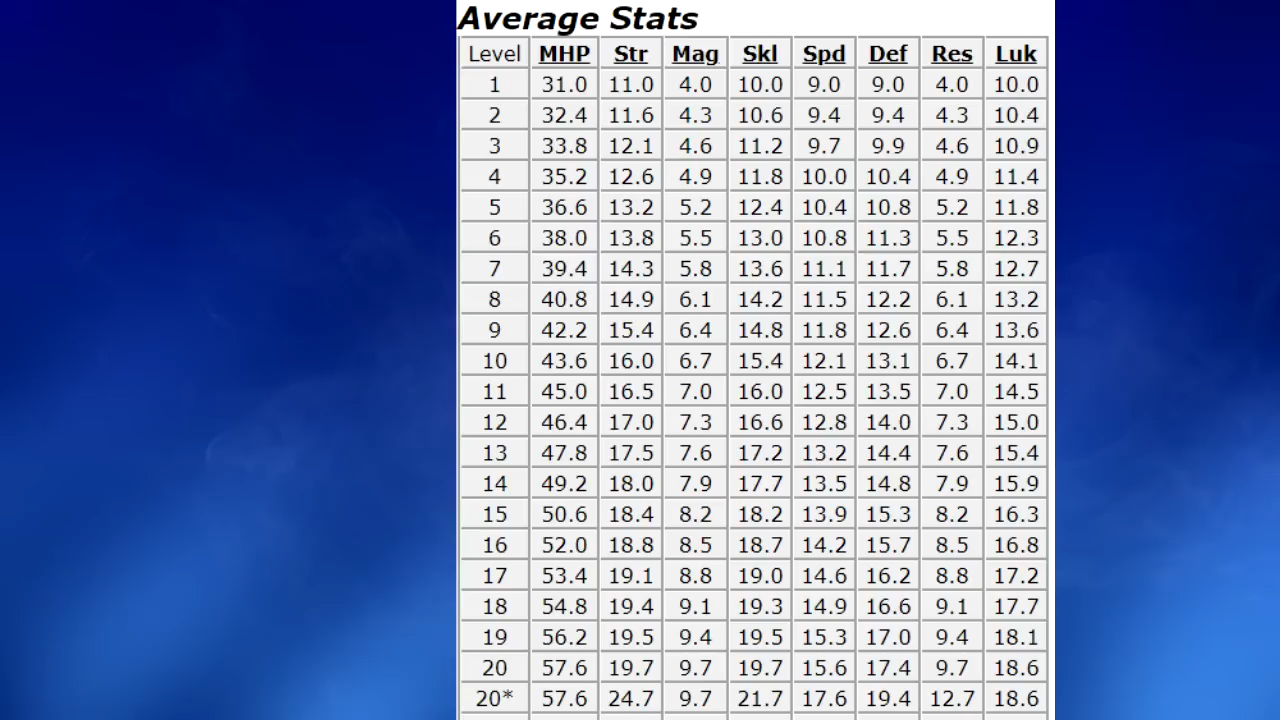 Average Stats
Level MHP Str Mag Skl Spd Def Res Luk
1 31.0 11.0 4.0 10.0 9.0 9.0 4.0 10.0
2 32.4 11.6 4.3 10.6 9.4 9.4 4.3 10.4
3 33.8 12.1 4.6 11.2 9.7 9.9 4.6 10.9
4 35.2 12.6 4.9 11.8 10.0 10.4 4.9 11.4
5 36.6 13.2 5.2 12.4 10.4 10.8 5.2 11.8
6 38.0 13.8 5.5 13.0 10.8 11.3 5.5 12.3
7 39.4 14.3 5.8 13.6 11.1 11.7 5.8 12.7
8 40.8 14.9 6.1 14.2 11.5 12.2 6.1 13.2
9 42.2 15.4 6.4 14.8 11.8 12.6 6.4 13.6
10 43.6 16.0 6.7 15.4 12.1 13.1 6.7 14.1
11 45.0 16.5 7.0 16.0 12.5 13.5 7.0 14.5
12 46.4 17.0 7.3 16.6 12.8 14.0 7.3 15.0
13 47.8 17.5 7.6 17.2 13.2 14.4 7.6 15.4
14 49.2 18.0 7.9 17.7 13.5 14.8 7.9 15.9
15 50.6 18.4 8.2 18.2 13.9 15.3 8.2 16.3
16 52.0 18.8 8.5 18.7 14.2 15.7 8.5 16.8
17 53.4 19.1 8.8 19.0 14.6 16.2 8.8 17.2
18 54.8 19.4 9.1 19.3 14.9 16.6 9.1 17.7
19 56.2 19.5 9.4 19.5 15.3 17.0 9.4 18.1
20 57.6 19.7 9.7 19.7 15.6 17.4 9.7 18.6
20* 57.6 24.7 9.7 21.7 17.6 19.4 12.7 18.6